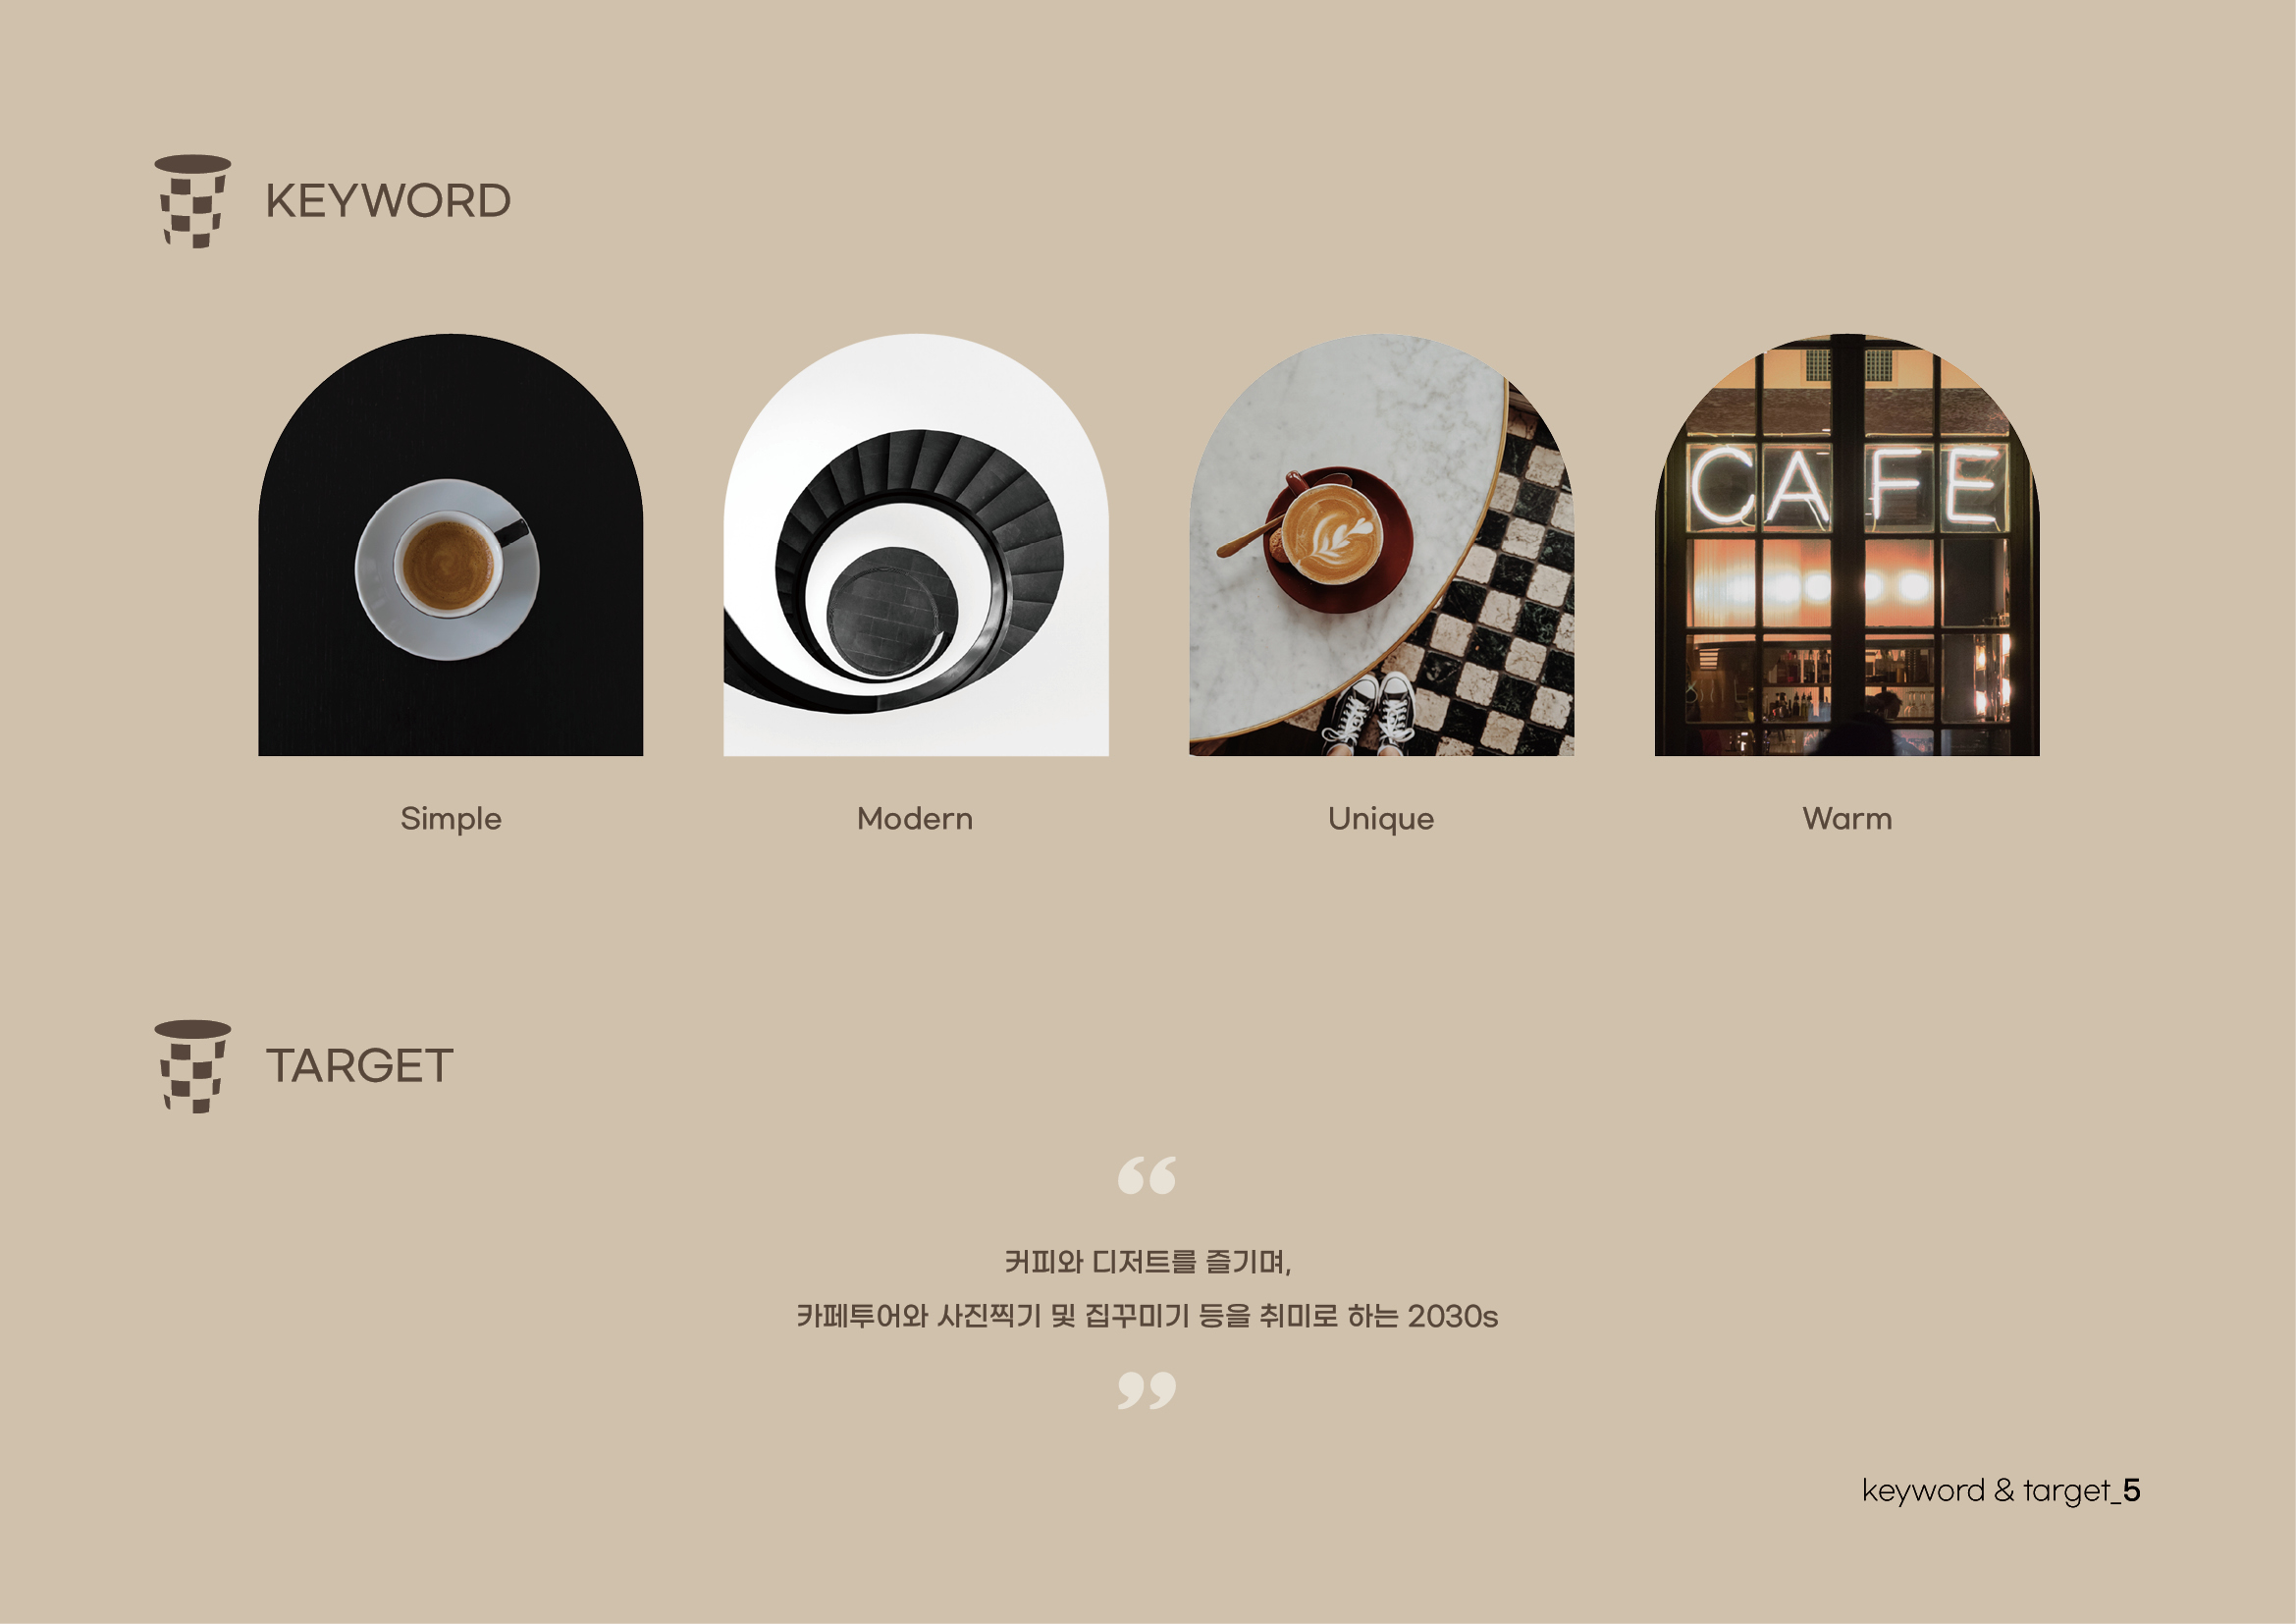 KEYWORD
CAFE
Simple
Modern
Unique
Warm
TARGET
“
커피와 디저트를 즐기며,
카페투어와 사진찍기 및 집꾸미기 등을 취미로 하는 2030s
”
keyword & target_5